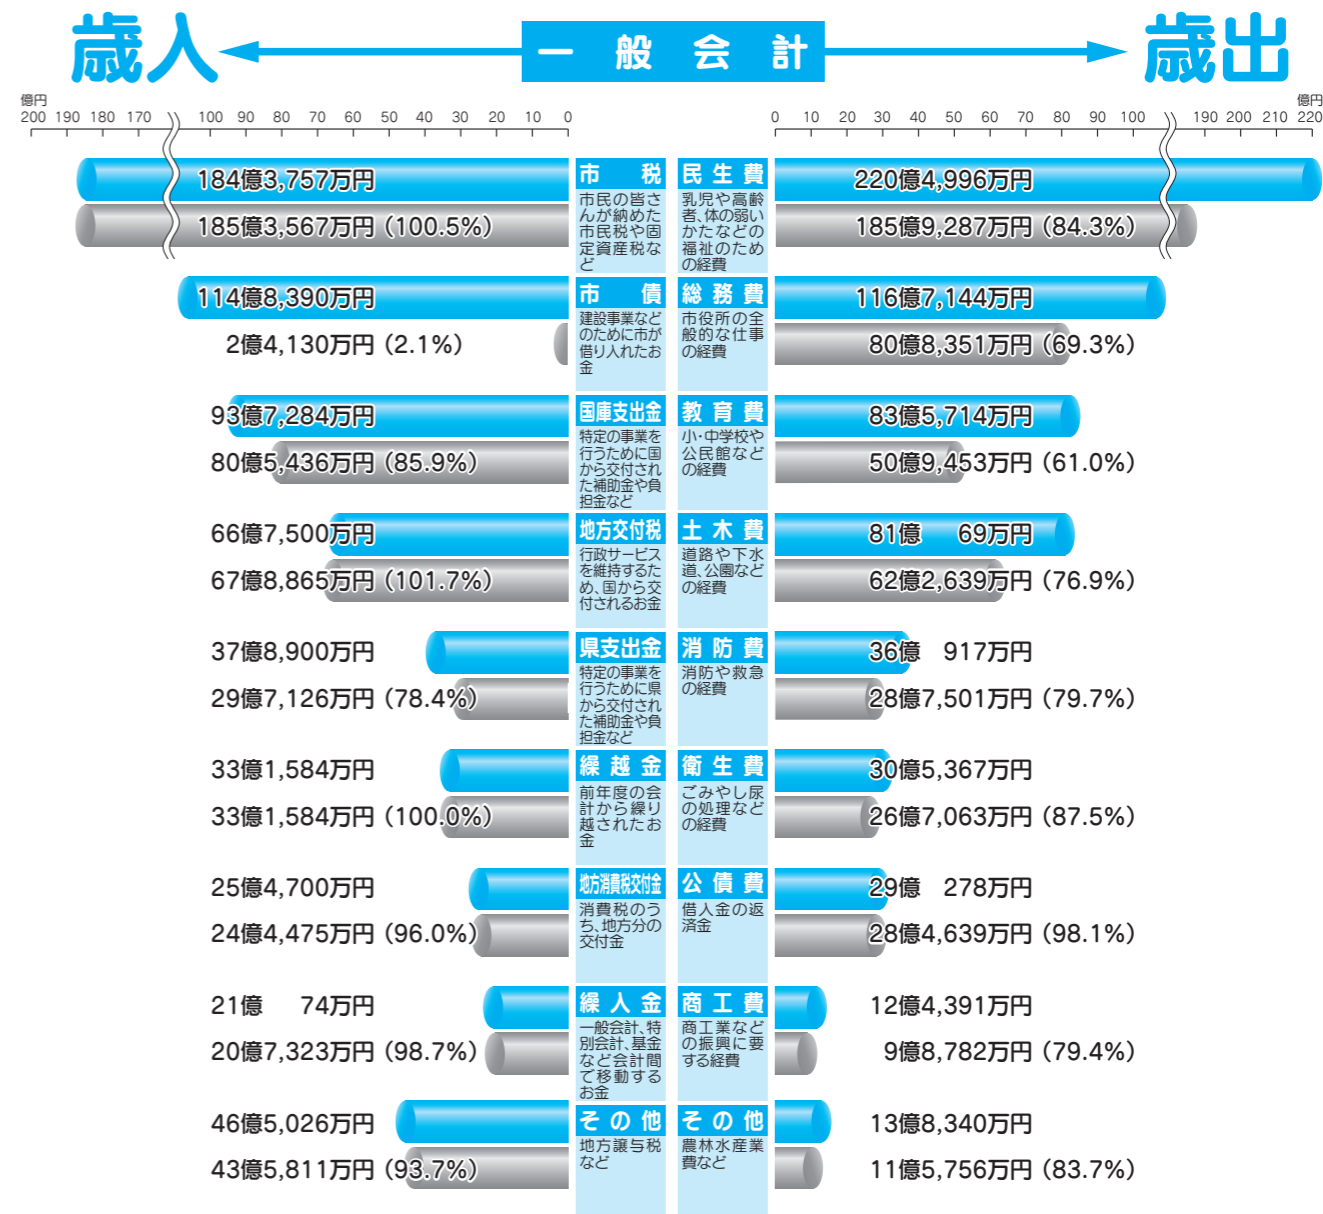 歳入
一般会計
歳出
億円
200 190 180 170 100 90 80 70 60 50 40 30 20 10 0
億円
0 10 20 30 40 50 60 70 80 90 100 190 200 210 220
184億3,757万円
185億3,567万円（100.5%）
市税
市民の皆さ
んが納めた
市民税や固
定資産税な
ど
民生費
乳児や高齢
者、体の弱い
かたなどの
福祉のため
の経費
220億4,996万円
185億9,287万円（84.3%）
114億8,390万円
2億4,130万円（2.1%）
市債
建設事業など
のために市が
借り入れたお
金
総務費
市役所の全
般的な仕事
の経費
116億7,144万円
80億8,351万円（69.3%）
93億7,284万円
80億5,436万円（85.9%）
国庫支出金
特定の事業を
行うために国
から交付され
た補助金や負
担金など
教育費
小・中学校や
公民館など
の経費
83億5,714万円
50億9,453万円（61.0%）
66億7,500万円
67億8,865万円（101.7%）
地方交付税
行政サービス
を維持するた
め、国から交
付されるお金
土木費
道路や下水
道、公園など
の経費
81億　69万円
62億2,639万円（76.9%）
37億8,900万円
29億7,126万円（78.4%）
県支出金
特定の事業を
行うために県
から交付され
た補助金や負
担金など
消防費
消防や救急
の経費
36億　917万円
28億7,501万円（79.7%）
33億1,584万円
33億1,584万円（100.0%）
繰越金
前年度の会
計から繰り
越されたお
金
衛生費
ごみやし尿
の処理など
の経費
30億5,367万円
26億7,063万円（87.5%）
25億4,700万円
24億4,475万円（96.0%）
地方消費税交付金
消費税のう
ち、地方分の
交付金
公債費
借入金の返
済金
29億　278万円
28億4,639万円（98.1%）
21億　74万円
20億7,323万円（98.7%）
繰入金
一般会計、特
別会計、基金
など会計間
で移動する
お金
商工費
商工業など
の振興に要
する経費
12億4,391万円
9億8,782万円（79.4%）
46億5,026万円
43億5,811万円（93.7%）
その他
地方譲与税
など
その他
農林水産業
費など
13億8,340万円
11億5,756万円（83.7%）